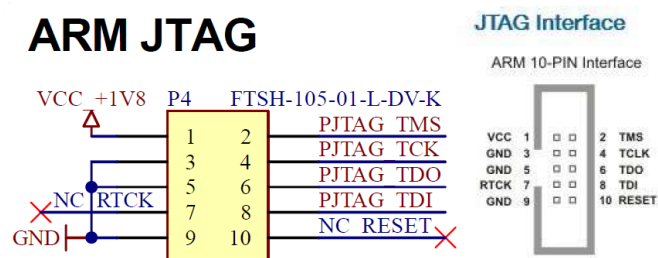 ARM JTAG
VCC_+1V8 P4 FTSH-105-01-L-DV-K
1 2 PJTAG_TMS
3 4 PJTAG_TCK
5 6 PJTAG_TDO
NC_RTCK 7 8 PJTAG_TDI
GND 9 10 NC_RESET
JTAG Interface
ARM 10-PIN Interface
VCC 1 2 TMS
GND 3 4 TCLK
GND 5 6 TDO
RTCK 7 8 TDI
GND 9 10 RESET